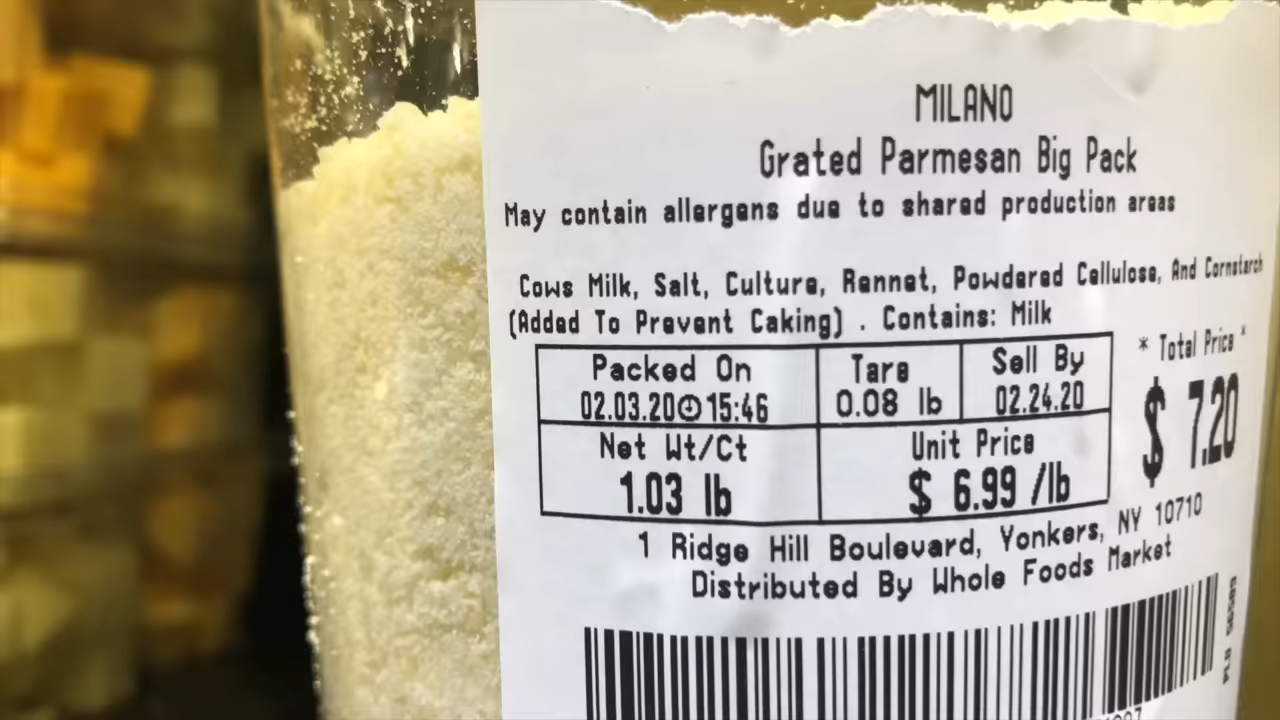 MILANO
Grated Parmesan Big Pack
May contain allergens due to shared production areas
Cows Milk, Salt, Culture, Rennet, Powdered Cellulose, And Cornstarch
(Added To Prevent Caking) . Contains: Milk
* Total Price *
$ 7.20
Packed On
02.03.20 15:46
Tare
0.08 lb
Sell By
02.24.20
Net Wt/Ct
1.03 lb
Unit Price
$ 6.99 /lb
1 Ridge Hill Boulevard, Yonkers, NY 10710
Distributed By Whole Foods Market